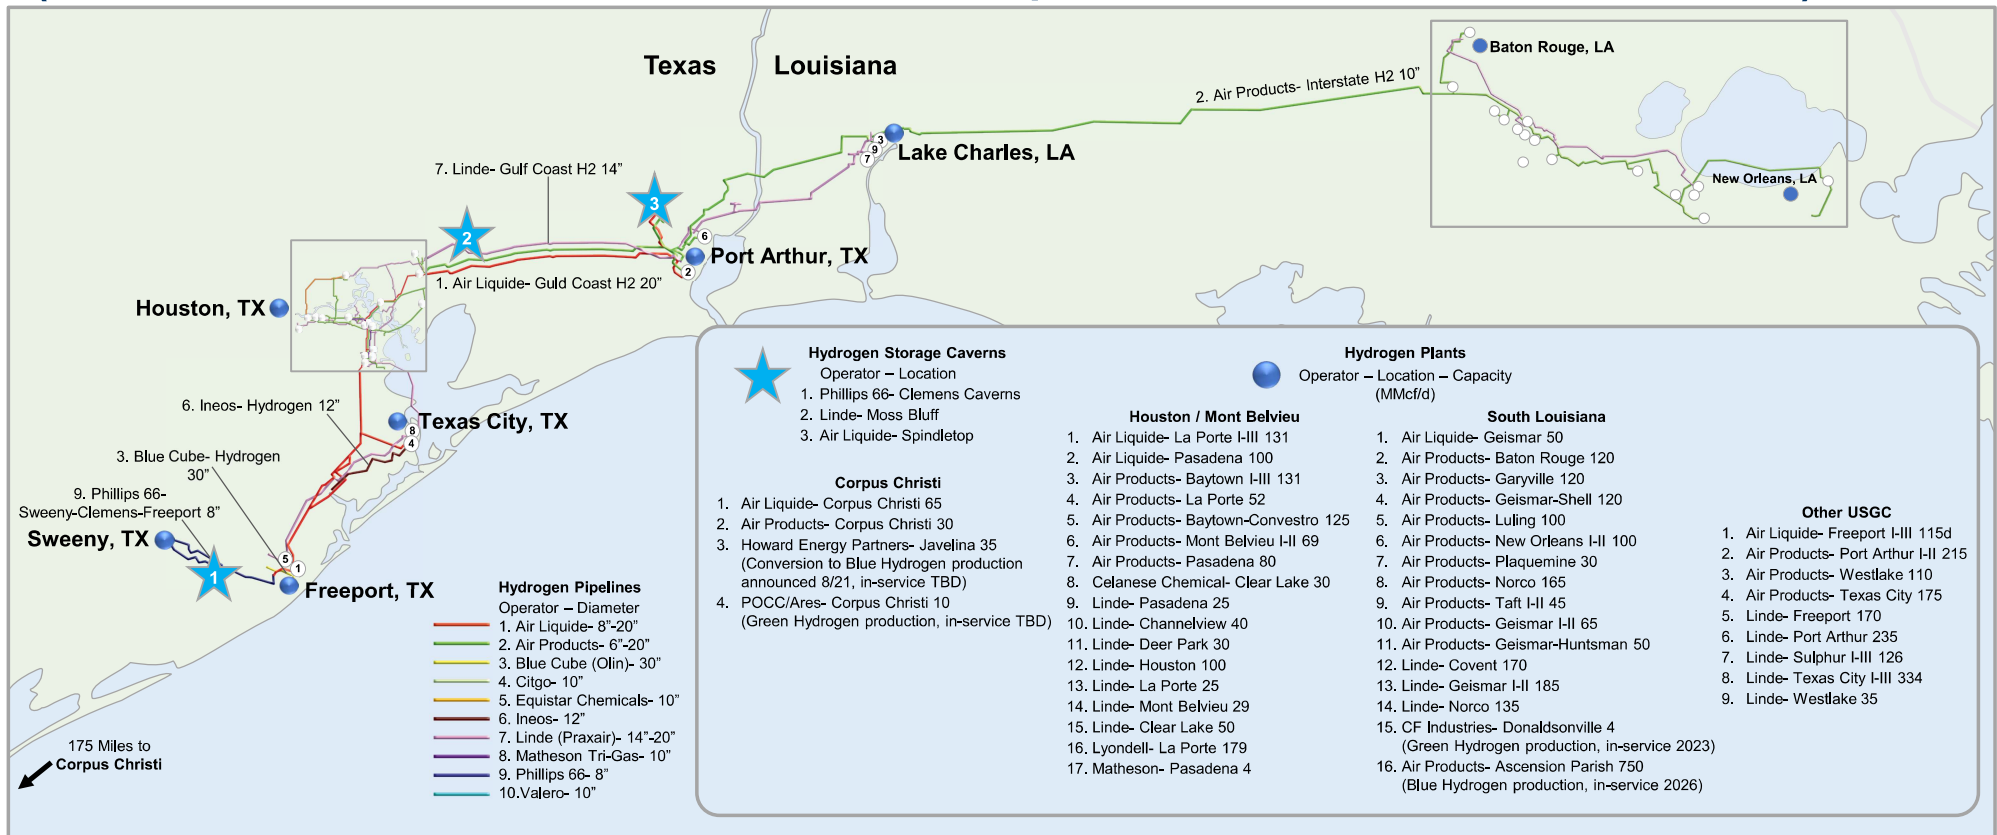 Texas
Louisiana
Baton Rouge, LA
2. Air Products- Interstate H2 10"
Lake Charles, LA
3
9
7
New Orleans, LA
7. Linde- Gulf Coast H2 14"
3
2
6
Port Arthur, TX
2
1. Air Liquide- Guld Coast H2 20"
Houston, TX
6. Ineos- Hydrogen 12"
Texas City, TX
8
4
3. Blue Cube- Hydrogen
30"
9. Phillips 66-
Sweeny-Clemens-Freeport 8"
Sweeny, TX
5
1
1
Freeport, TX
175 Miles to
Corpus Christi
Hydrogen Pipelines
Operator – Diameter
1. Air Liquide- 8"-20"
2. Air Products- 6"-20"
3. Blue Cube (Olin)- 30"
4. Citgo- 10"
5. Equistar Chemicals- 10"
6. Ineos- 12"
7. Linde (Praxair)- 14"-20"
8. Matheson Tri-Gas- 10"
9. Phillips 66- 8"
10.Valero- 10"
Hydrogen Storage Caverns
Operator – Location
1. Phillips 66- Clemens Caverns
2. Linde- Moss Bluff
3. Air Liquide- Spindletop
Corpus Christi
1. Air Liquide- Corpus Christi 65
2. Air Products- Corpus Christi 30
3. Howard Energy Partners- Javelina 35
(Conversion to Blue Hydrogen production
announced 8/21, in-service TBD)
4. POCC/Ares- Corpus Christi 10
(Green Hydrogen production, in-service TBD)
Hydrogen Plants
Operator – Location – Capacity
(MMcf/d)
Houston / Mont Belvieu
1. Air Liquide- La Porte I-III 131
2. Air Liquide- Pasadena 100
3. Air Products- Baytown I-III 131
4. Air Products- La Porte 52
5. Air Products- Baytown-Convestro 125
6. Air Products- Mont Belvieu I-II 69
7. Air Products- Pasadena 80
8. Celanese Chemical- Clear Lake 30
9. Linde- Pasadena 25
10. Linde- Channelview 40
11. Linde- Deer Park 30
12. Linde- Houston 100
13. Linde- La Porte 25
14. Linde- Mont Belvieu 29
15. Linde- Clear Lake 50
16. Lyondell- La Porte 179
17. Matheson- Pasadena 4
South Louisiana
1. Air Liquide- Geismar 50
2. Air Products- Baton Rouge 120
3. Air Products- Garyville 120
4. Air Products- Geismar-Shell 120
5. Air Products- Luling 100
6. Air Products- New Orleans I-II 100
7. Air Products- Plaquemine 30
8. Air Products- Norco 165
9. Air Products- Taft I-II 45
10. Air Products- Geismar I-II 65
11. Air Products- Geismar-Huntsman 50
12. Linde- Covent 170
13. Linde- Geismar I-II 185
14. Linde- Norco 135
15. CF Industries- Donaldsonville 4
(Green Hydrogen production, in-service 2023)
16. Air Products- Ascension Parish 750
(Blue Hydrogen production, in-service 2026)
Other USGC
1. Air Liquide- Freeport I-III 115d
2. Air Products- Port Arthur I-II 215
3. Air Products- Westlake 110
4. Air Products- Texas City 175
5. Linde- Freeport 170
6. Linde- Port Arthur 235
7. Linde- Sulphur I-III 126
8. Linde- Texas City I-III 334
9. Linde- Westlake 35